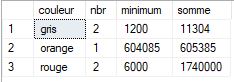 couleur nbr minimum somme
1 gris 2 1200 11304
2 orange 1 604085 605385
3 rouge 2 6000 1740000